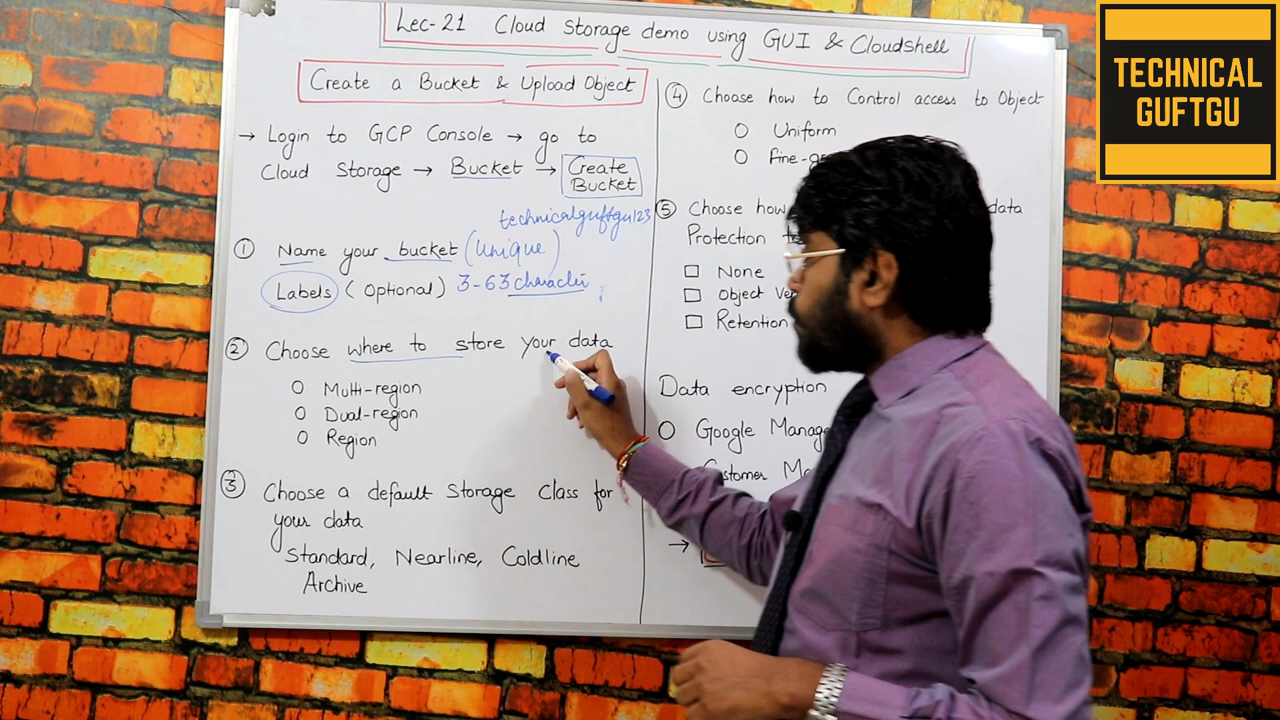 Lec-21 Cloud Storage demo using GUI & Cloudshell
Create a Bucket & Upload Object
→ Login to GCP Console → go to
Cloud Storage → Bucket → Create Bucket
technicalguftgu123
① Name your bucket (Unique)
Labels (Optional) 3-63 character
② Choose where to store your data
O Multi-region
O Dual-region
O Region
③ Choose a default Storage Class for
your data
Standard, Nearline, Coldline
Archive
④ Choose how to Control access to Object
O Uniform
O Fine-
⑤ Choose how data
Protection
□ None
□ Object
□ Retention
Data encryption
O Google
→
TECHNICAL
GUFTGU